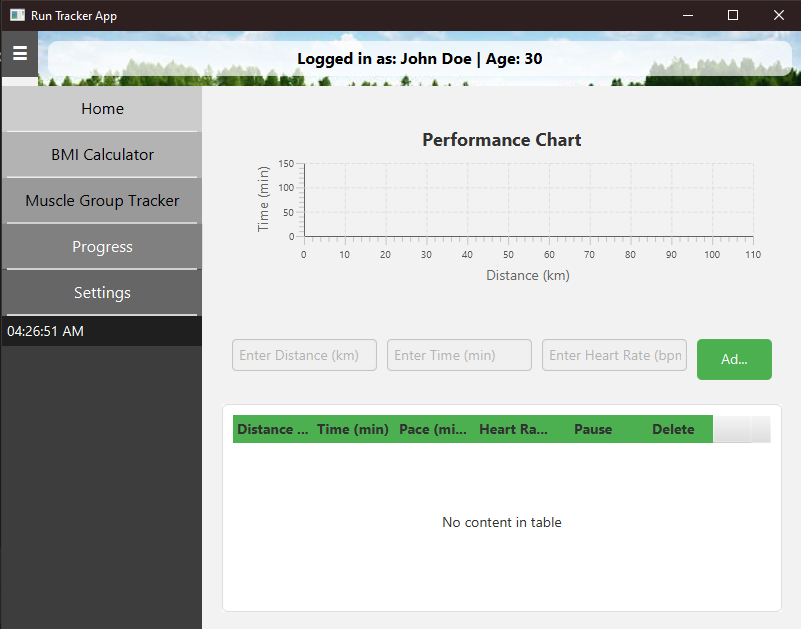 Run Tracker App
Logged in as: John Doe | Age: 30
Home
BMI Calculator
Muscle Group Tracker
Progress
Settings
04:26:51 AM
Performance Chart
Time (min)
150
100
50
0
0 10 20 30 40 50 60 70 80 90 100 110
Distance (km)
Enter Distance (km) Enter Time (min) Enter Heart Rate (bpn Ad...
Distance ... Time (min) Pace (mi... Heart Ra... Pause Delete
No content in table